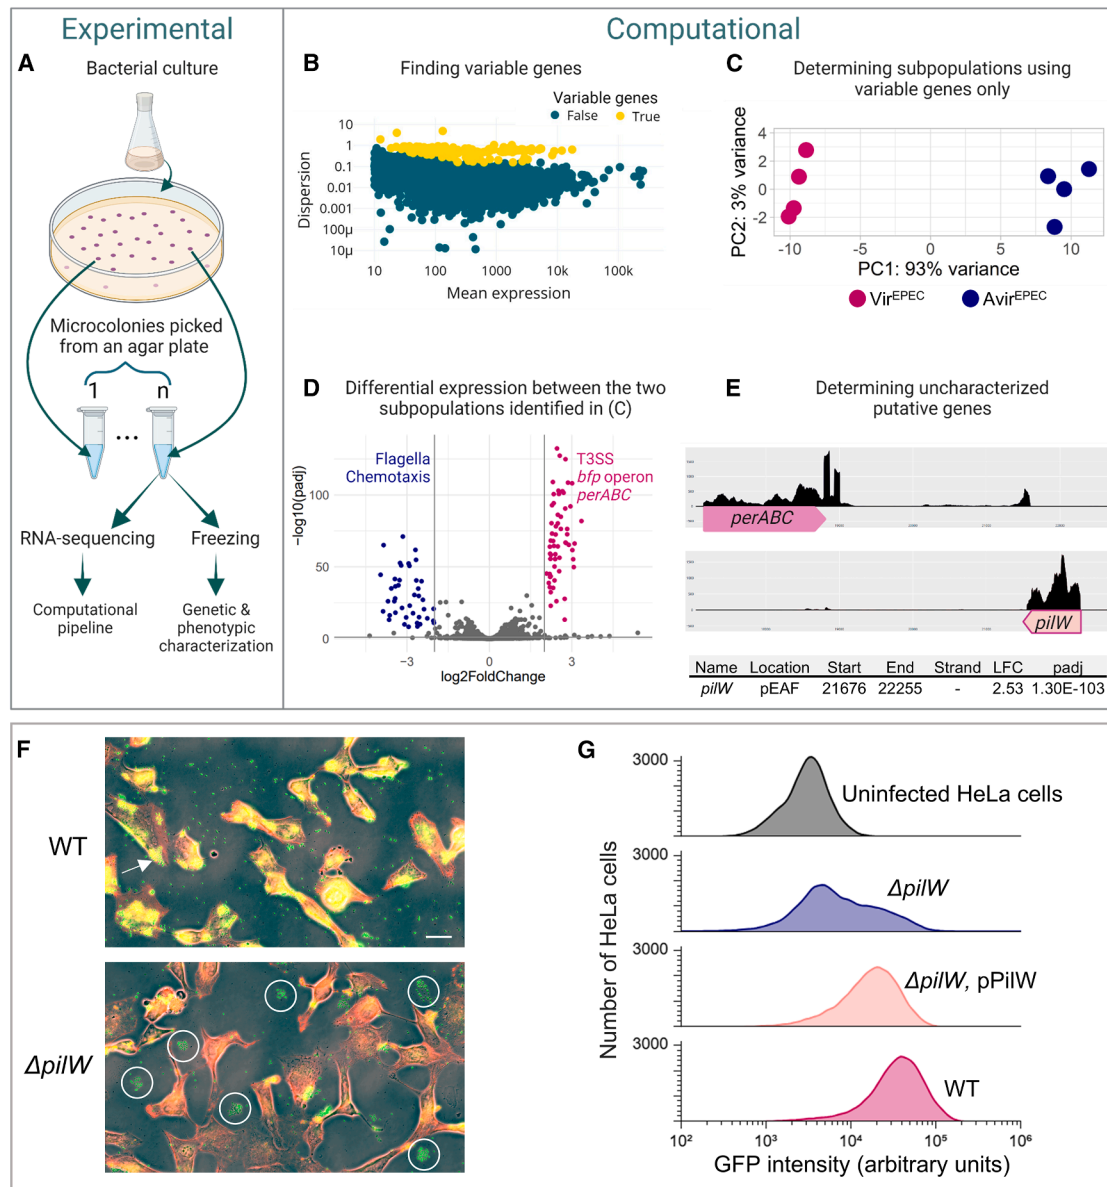 Experimental
Computational
A
Bacterial culture
Microcolonies picked
from an agar plate
1
n
...
RNA-sequencing
Freezing
Computational
pipeline
Genetic &
phenotypic
characterization
B
Finding variable genes
Variable genes
False True
Dispersion
10
1
0.1
0.01
0.001
100µ
10µ
10 100 1000 10k 100k
Mean expression
C
Determining subpopulations using
variable genes only
PC2: 3% variance
4
2
0
-2
-10 -5 0 5 10
PC1: 93% variance
Vir^EPEC Avir^EPEC
D
Differential expression between the two
subpopulations identified in (C)
−log10(padj)
Flagella
Chemotaxis
T3SS
bfp operon
perABC
100
50
0
−3 0 3
log2FoldChange
E
Determining uncharacterized
putative genes
perABC
pilW
Name Location Start End Strand LFC padj
pilW pEAF 21676 22255 - 2.53 1.30E-103
F
WT
ΔpilW
G
Number of HeLa cells
3000
Uninfected HeLa cells
3000
ΔpilW
3000
ΔpilW, pPilW
3000
WT
10² 10³ 10⁴ 10⁵ 10⁶
GFP intensity (arbitrary units)